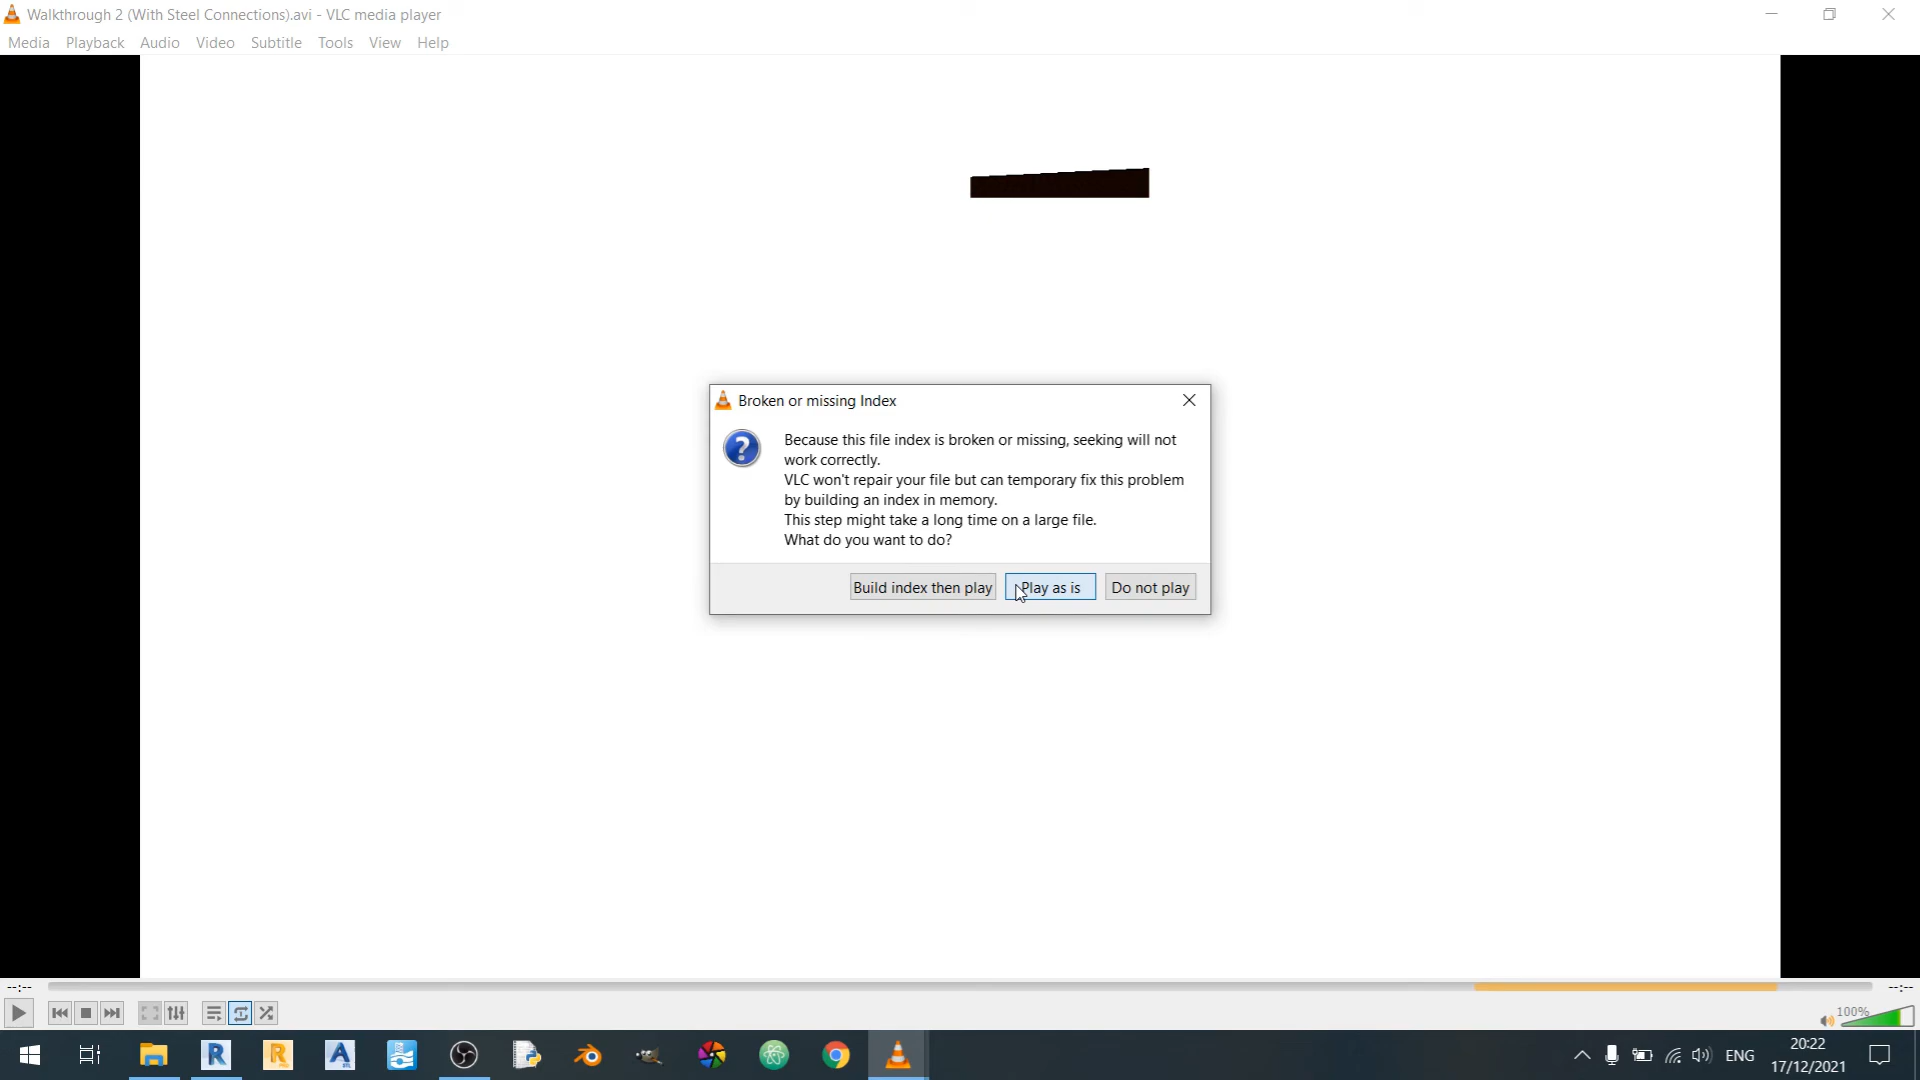 Walkthrough 2 (With Steel Connections).avi - VLC media player
Media Playback Audio Video Subtitle Tools View Help
Broken or missing Index
Because this file index is broken or missing, seeking will not
work correctly.
VLC won't repair your file but can temporary fix this problem
by building an index in memory.
This step might take a long time on a large file.
What do you want to do?
Build index then play Play as is Do not play
--:-- --:--
100%
ENG
20:22
17/12/2021